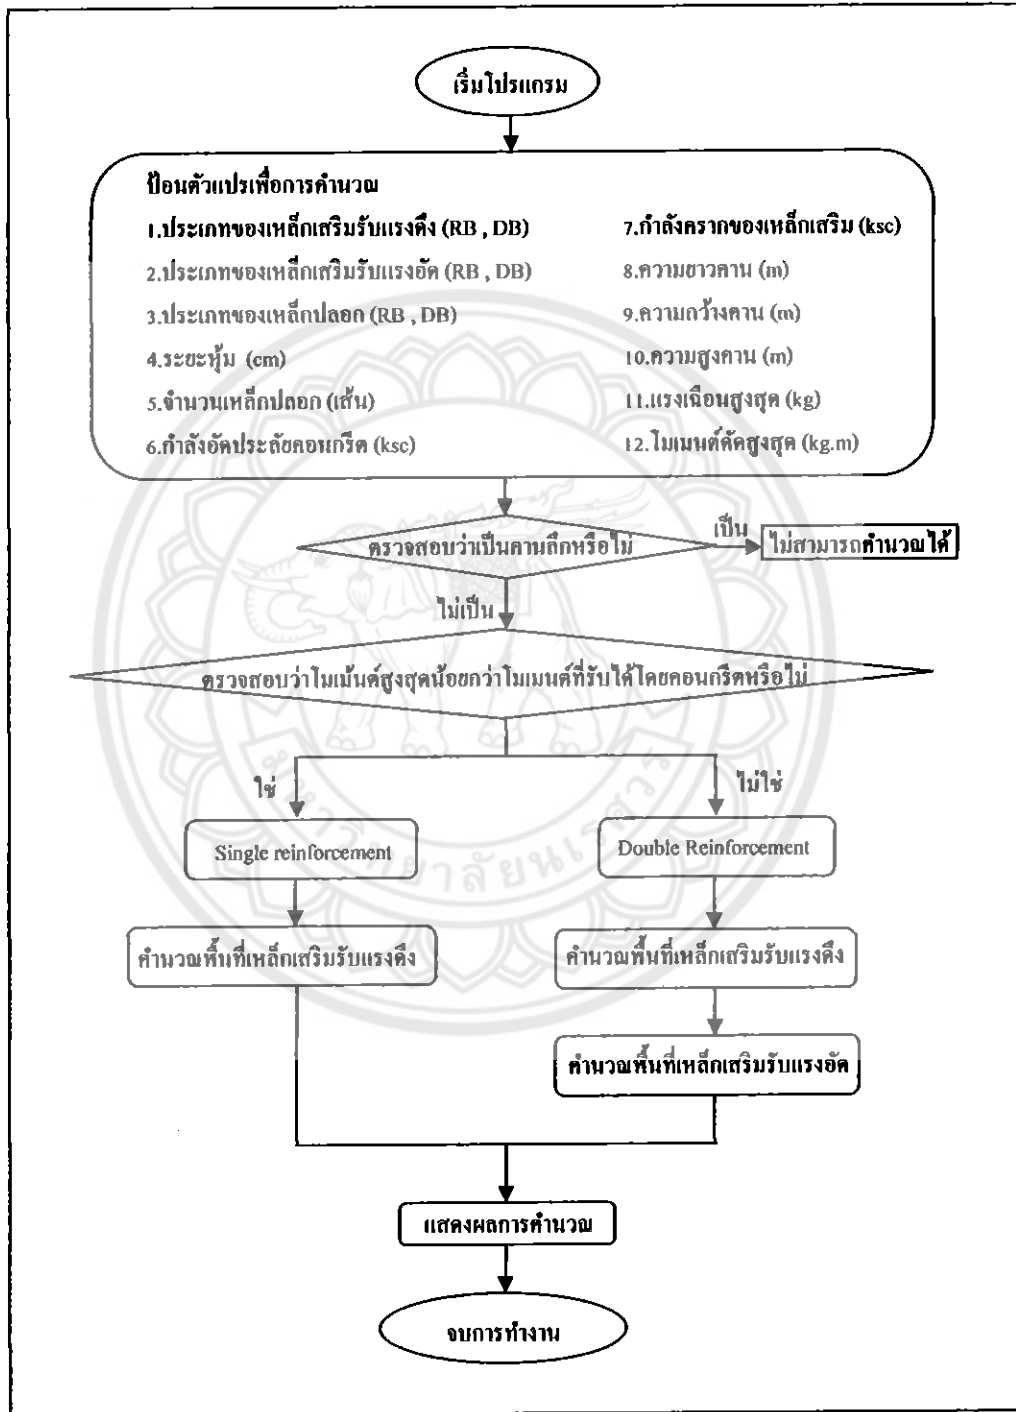 เริ่มโปรแกรม
ป้อนตัวแปรเพื่อการคำนวณ
1.ประเภทของเหล็กเสริมรับแรงดึง (RB , DB)
2.ประเภทของเหล็กเสริมรับแรงอัด (RB , DB)
3.ประเภทของเหล็กปลอก (RB , DB)
4.ระยะหุ้ม (cm)
5.จำนวนเหล็กปลอก (เส้น)
6.กำลังอัดประลัยคอนกรีต (ksc)
7.กำลังครากของเหล็กเสริม (ksc)
8.ความยาวคาน (m)
9.ความกว้างคาน (m)
10.ความสูงคาน (m)
11.แรงเฉือนสูงสุด (kg)
12.โมเมนต์ดัดสูงสุด (kg.m)
ตรวจสอบว่าเป็นคานลึกหรือไม่
เป็น
ไม่สามารถคำนวณได้
ไม่เป็น
ตรวจสอบว่าโมเม้นต์สูงสุดน้อยกว่าโมเมนต์ที่รับได้โดยคอนกรีตหรือไม่
ใช่
ไม่ใช่
Single reinforcement
Double Reinforcement
คำนวณพื้นที่เหล็กเสริมรับแรงดึง
คำนวณพื้นที่เหล็กเสริมรับแรงดึง
คำนวณพื้นที่เหล็กเสริมรับแรงอัด
แสดงผลการคำนวณ
จบการทำงาน
มหาวิทยาลัยนเรศวร